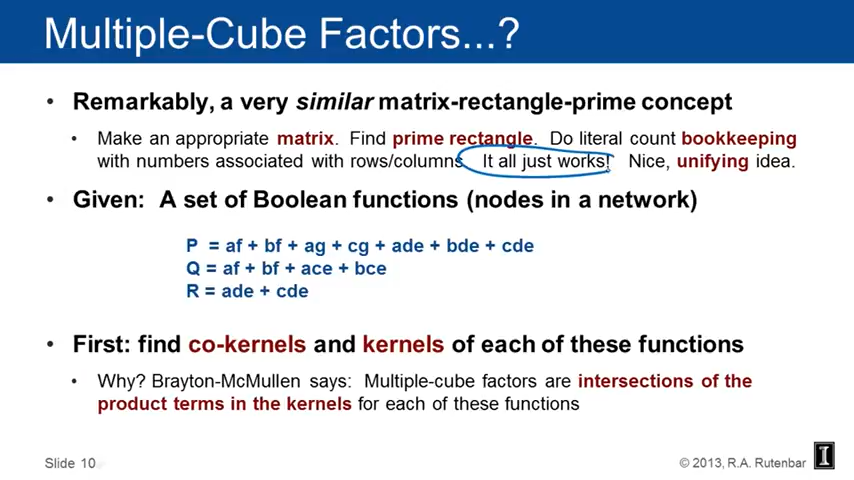 Multiple-Cube Factors...?
• Remarkably, a very similar matrix-rectangle-prime concept
• Make an appropriate matrix. Find prime rectangle. Do literal count bookkeeping
with numbers associated with rows/columns. It all just works! Nice, unifying idea.
• Given: A set of Boolean functions (nodes in a network)
P = af + bf + ag + cg + ade + bde + cde
Q = af + bf + ace + bce
R = ade + cde
• First: find co-kernels and kernels of each of these functions
• Why? Brayton-McMullen says: Multiple-cube factors are intersections of the
product terms in the kernels for each of these functions
Slide 10
© 2013, R.A. Rutenbar I